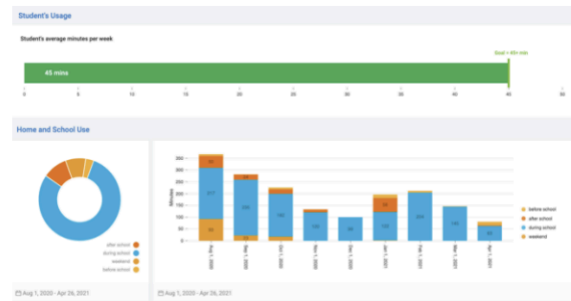 Student's Usage
Student's average minutes per week
Goal = 45+ min
45 mins
0 5 10 15 20 25 30 35 40 45 50
Home and School Use
350
300
250
200
150
100
50
0
Minutes
Aug 1, 2020
Sep 1, 2020
Oct 1, 2020
Nov 1, 2020
Dec 1, 2020
Jan 1, 2021
Feb 1, 2021
Mar 1, 2021
Apr 1, 2021
before school
after school
during school
weekend
after school
during school
weekend
before school
Aug 1, 2020 - Apr 26, 2021
Aug 1, 2020 - Apr 26, 2021